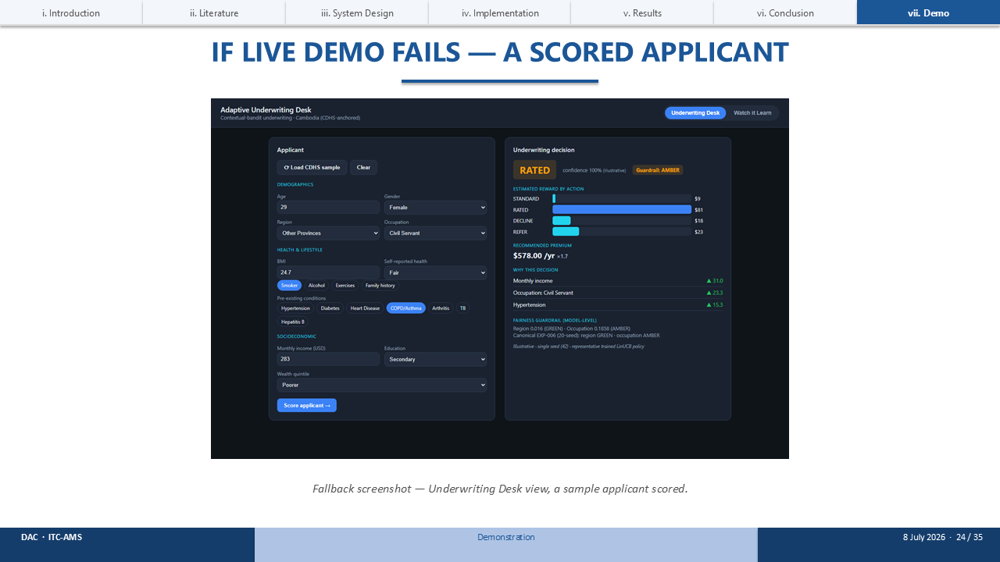 i. Introduction
ii. Literature
iii. System Design
iv. Implementation
v. Results
vi. Conclusion
vii. Demo
IF LIVE DEMO FAILS — A SCORED APPLICANT
Adaptive Underwriting Desk
Contextual-bandit underwriting · Cambodia (CDHS-anchored)
Underwriting Desk
Watch it Learn
Applicant
⟳ Load CDHS sample
Clear
DEMOGRAPHICS
Age
Gender
29
Female
Region
Occupation
Other Provinces
Civil Servant
HEALTH & LIFESTYLE
BMI
Self-reported health
24.7
Fair
Smoker
Alcohol
Exercises
Family history
Pre-existing conditions
Hypertension
Diabetes
Heart Disease
COPD/Asthma
Arthritis
TB
Hepatitis B
SOCIOECONOMIC
Monthly income (USD)
Education
283
Secondary
Wealth quintile
Poorer
Score applicant →
Underwriting decision
RATED
confidence 100% (illustrative)
Guardrail: AMBER
ESTIMATED REWARD BY ACTION
STANDARD $9
RATED $81
DECLINE $18
REFER $23
RECOMMENDED PREMIUM
$578.00 /yr ×1.7
WHY THIS DECISION
Monthly income ▲ 31.0
Occupation: Civil Servant ▲ 23.3
Hypertension ▲ 15.3
FAIRNESS GUARDRAIL (MODEL-LEVEL)
Region 0.016 (GREEN) · Occupation 0.1858 (AMBER)
Canonical EXP-006 (20-seed): region GREEN · occupation AMBER
Illustrative · single seed (42) · representative trained LinUCB policy
Fallback screenshot — Underwriting Desk view, a sample applicant scored.
DAC · ITC-AMS
Demonstration
8 July 2026 · 24 / 35